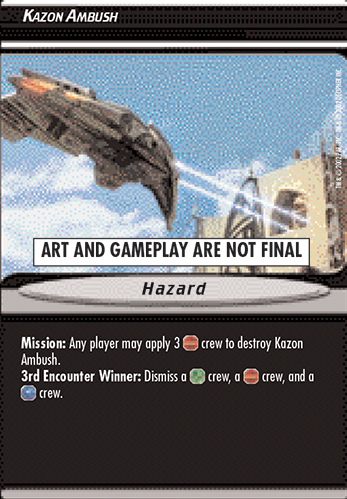 KAZON AMBUSH
ART AND GAMEPLAY ARE NOT FINAL
Hazard
Mission: Any player may apply 3 crew to destroy Kazon
Ambush.
3rd Encounter Winner: Dismiss a crew, a crew, and a
crew.